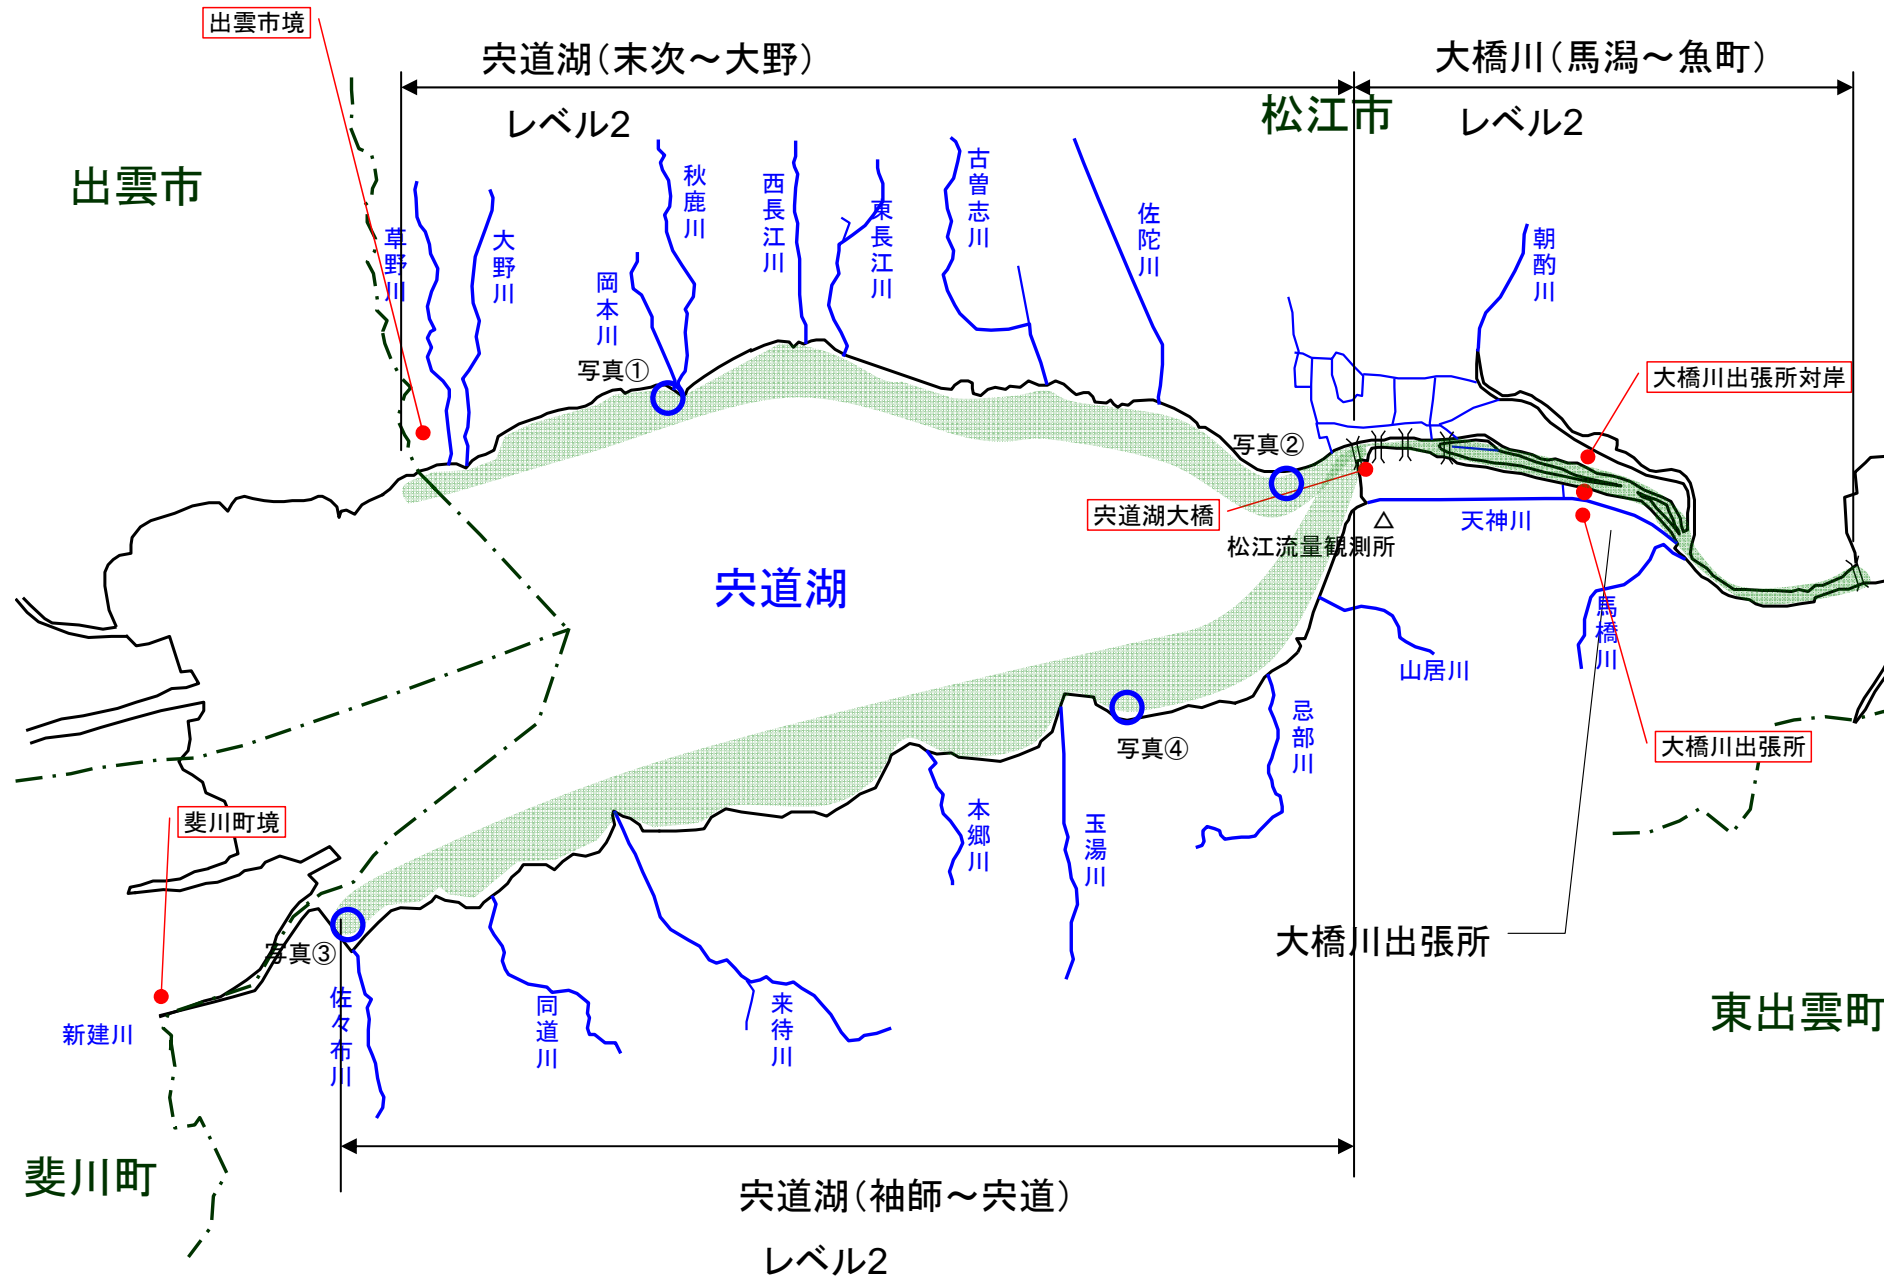 出雲市境
宍道湖（末次～大野）
レベル2
大橋川（馬潟～魚町）
レベル2
松江市
出雲市
草野川
大野川
岡本川
秋鹿川
西長江川
東長江川
古曽志川
佐陀川
朝酌川
写真①
大橋川出張所対岸
写真②
宍道湖大橋
天神川
△
松江流量観測所
宍道湖
馬橋川
山居川
忌部川
写真④
大橋川出張所
斐川町境
本郷川
玉湯川
大橋川出張所
写真③
佐々布川
同道川
来待川
新建川
東出雲町
斐川町
宍道湖（袖師～宍道）
レベル2